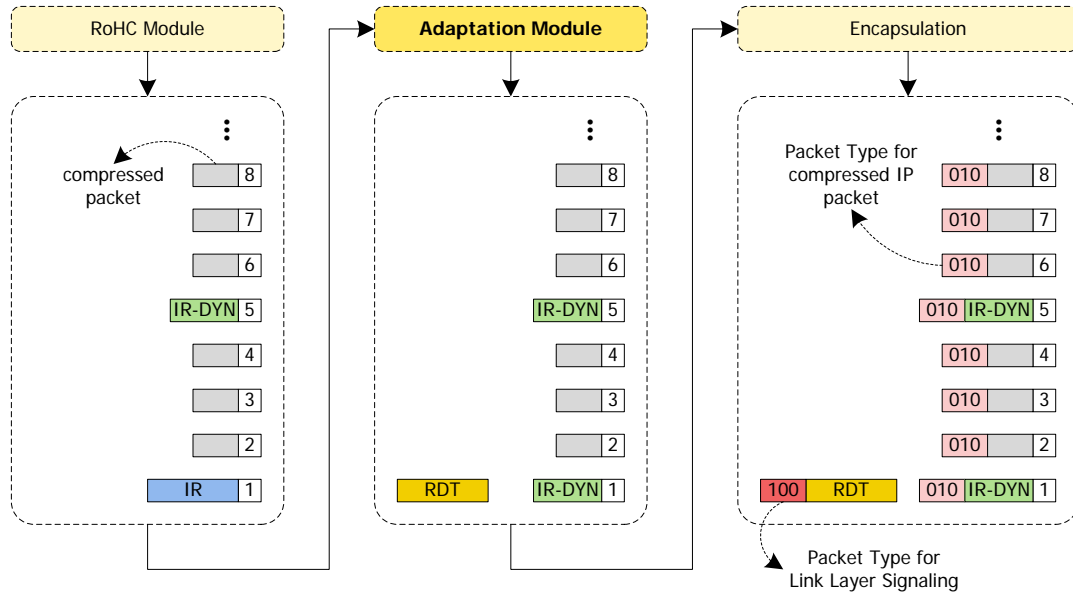 RoHC Module
Adaptation Module
Encapsulation
compressed
packet
8
7
6
IR-DYN 5
4
3
2
IR 1
8
7
6
IR-DYN 5
4
3
2
RDT IR-DYN 1
Packet Type for
compressed IP
packet
010 8
010 7
010 6
010 IR-DYN 5
010 4
010 3
010 2
100 RDT 010 IR-DYN 1
Packet Type for
Link Layer Signaling